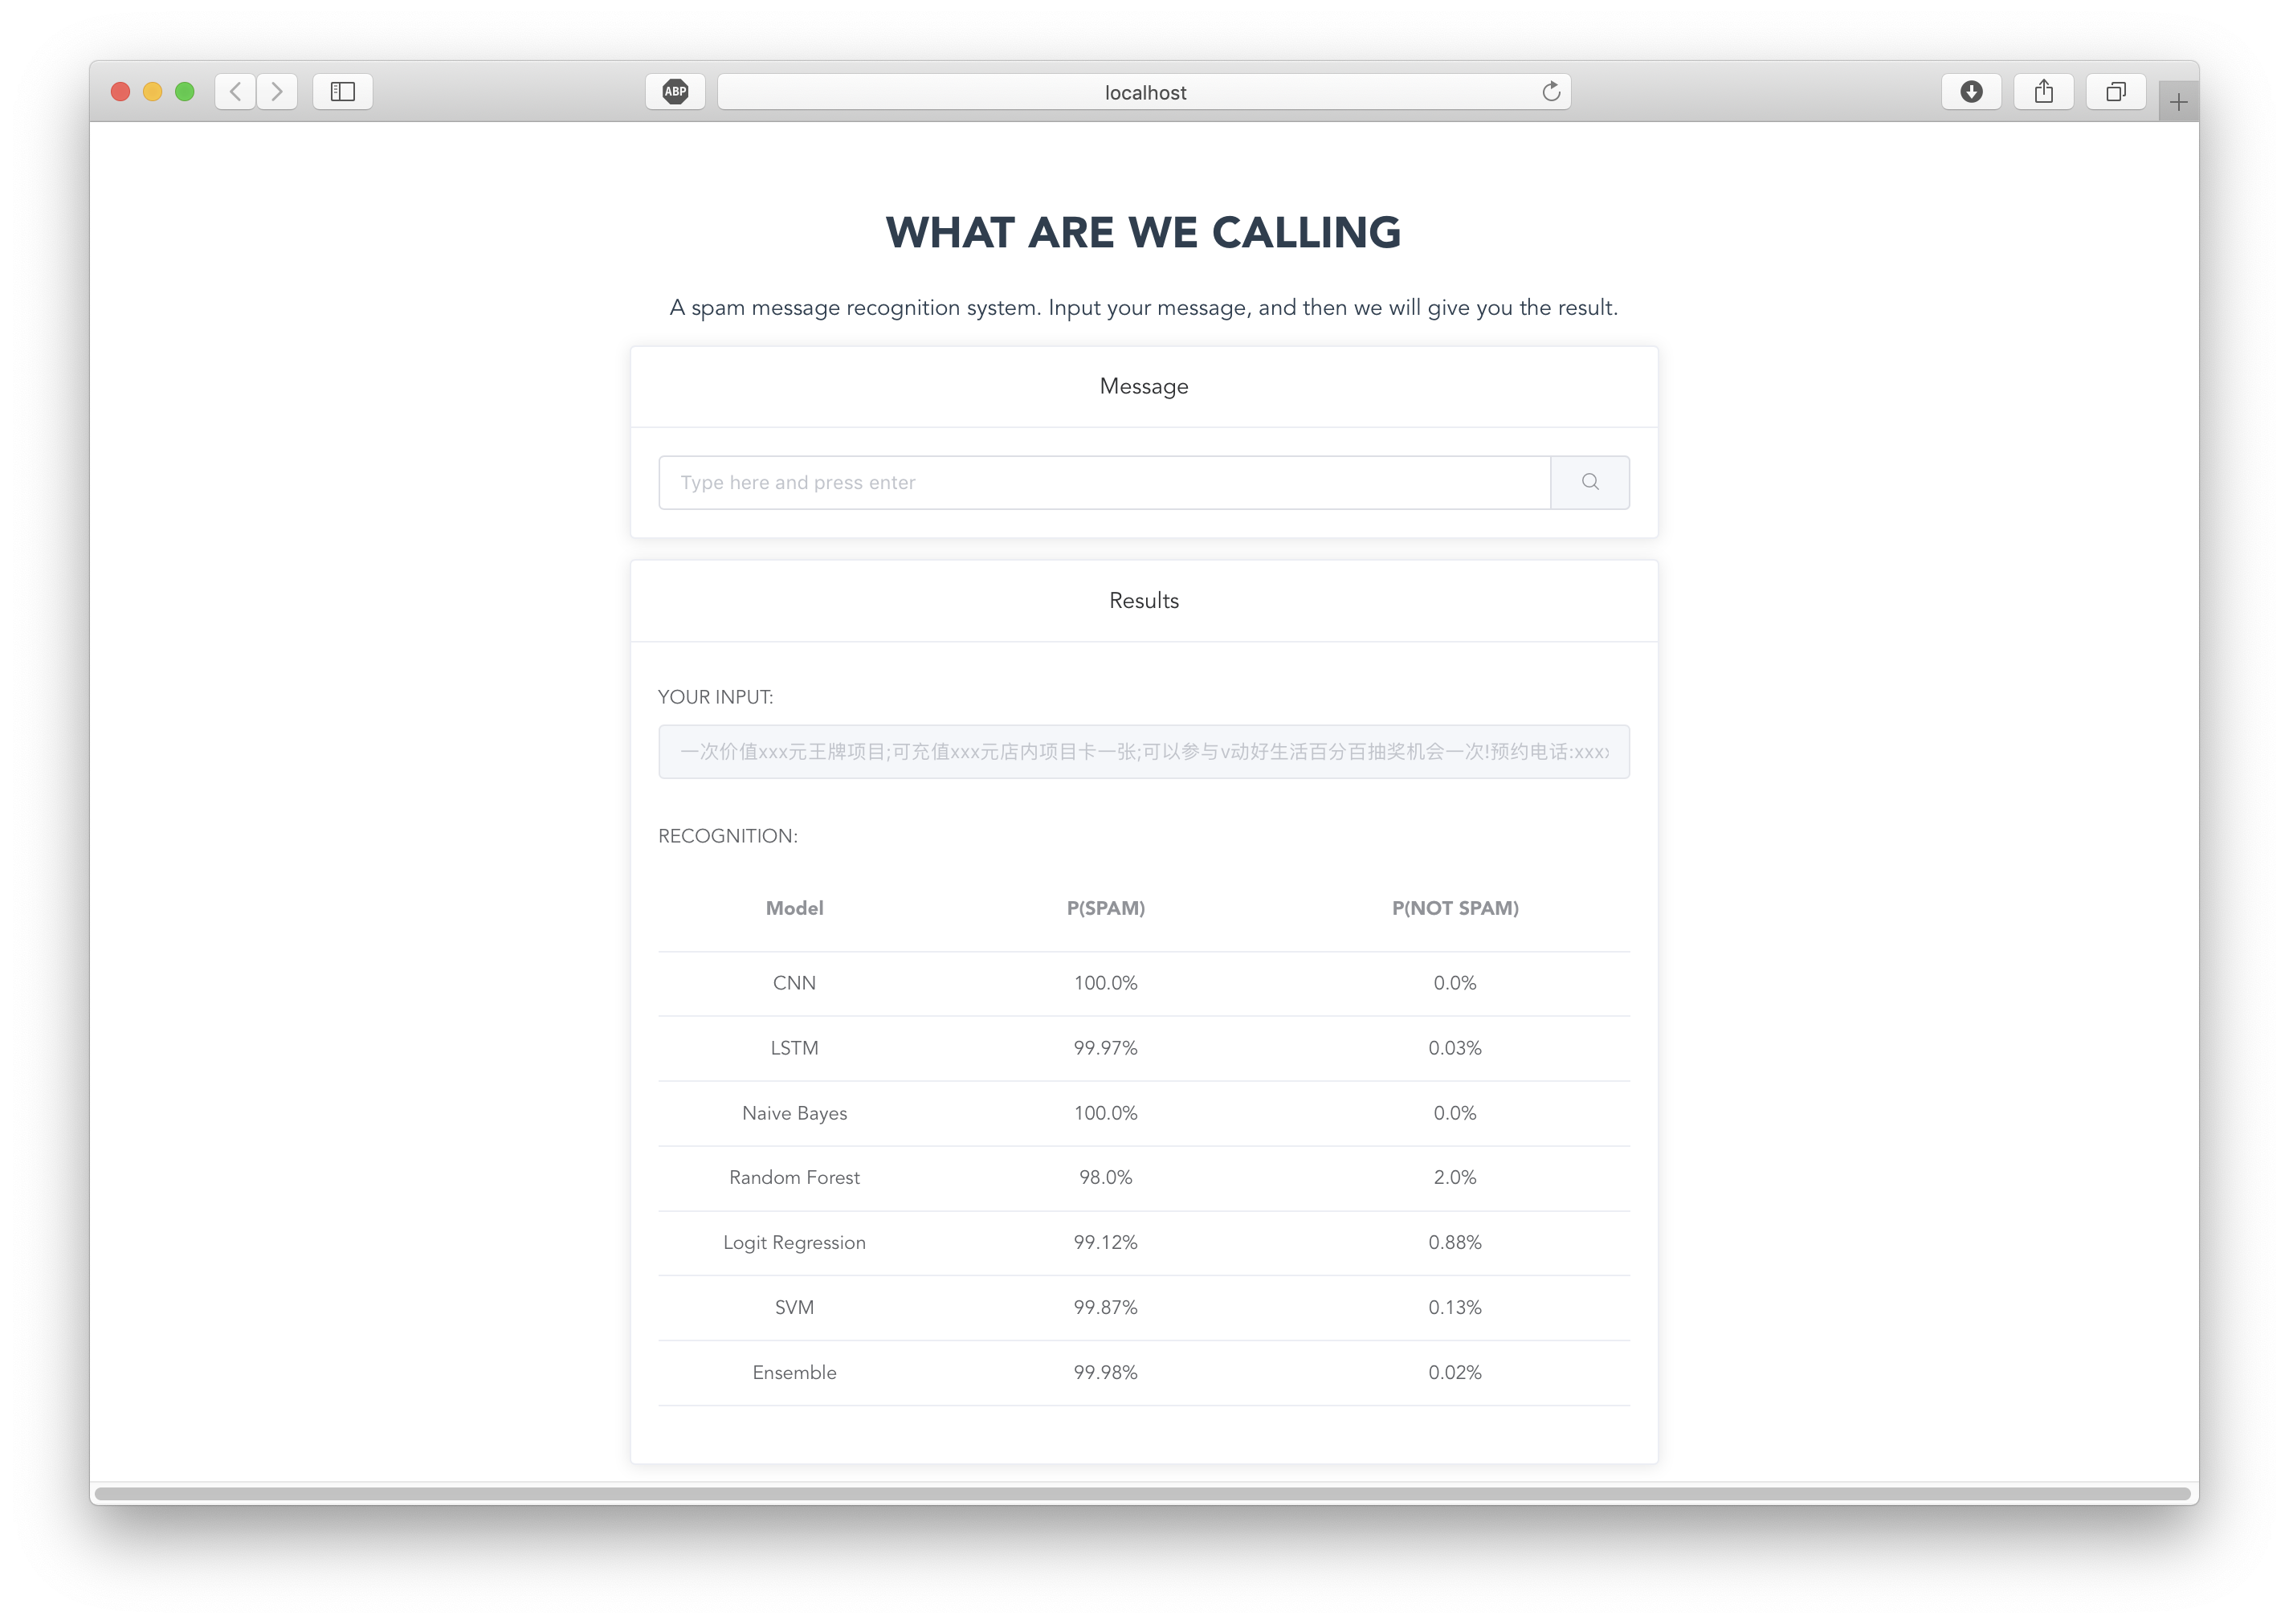 ABP
localhost
WHAT ARE WE CALLING
A spam message recognition system. Input your message, and then we will give you the result.
Message
Type here and press enter
Results
YOUR INPUT:
一次价值xxx元王牌项目;可充值xxx元店内项目卡一张;可以参与v动好生活百分百抽奖机会一次!预约电话:xxx
RECOGNITION:
Model P(SPAM) P(NOT SPAM)
CNN 100.0% 0.0%
LSTM 99.97% 0.03%
Naive Bayes 100.0% 0.0%
Random Forest 98.0% 2.0%
Logit Regression 99.12% 0.88%
SVM 99.87% 0.13%
Ensemble 99.98% 0.02%